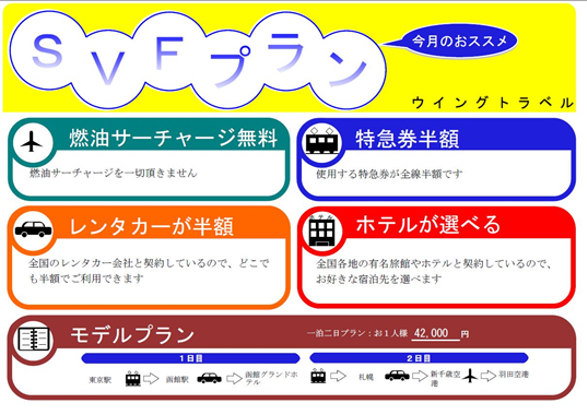 SVFプラン
今月のおススメ
ウイングトラベル
燃油サーチャージ無料
燃油サーチャージを一切頂きません
特急券半額
使用する特急券が全線半額です
レンタカーが半額
全国のレンタカー会社と契約しているので、どこで
も半額でご利用できます
ホテル
ホテルが選べる
全国各地の有名旅館やホテルと契約しているので、
お好きな宿泊先を選べます
モデルプラン
一泊二日プラン：お1人様 42,000 円
1日目
2日目
東京駅
函館駅
函館グランドホ
テル
札幌
新千歳空
港
羽田空港